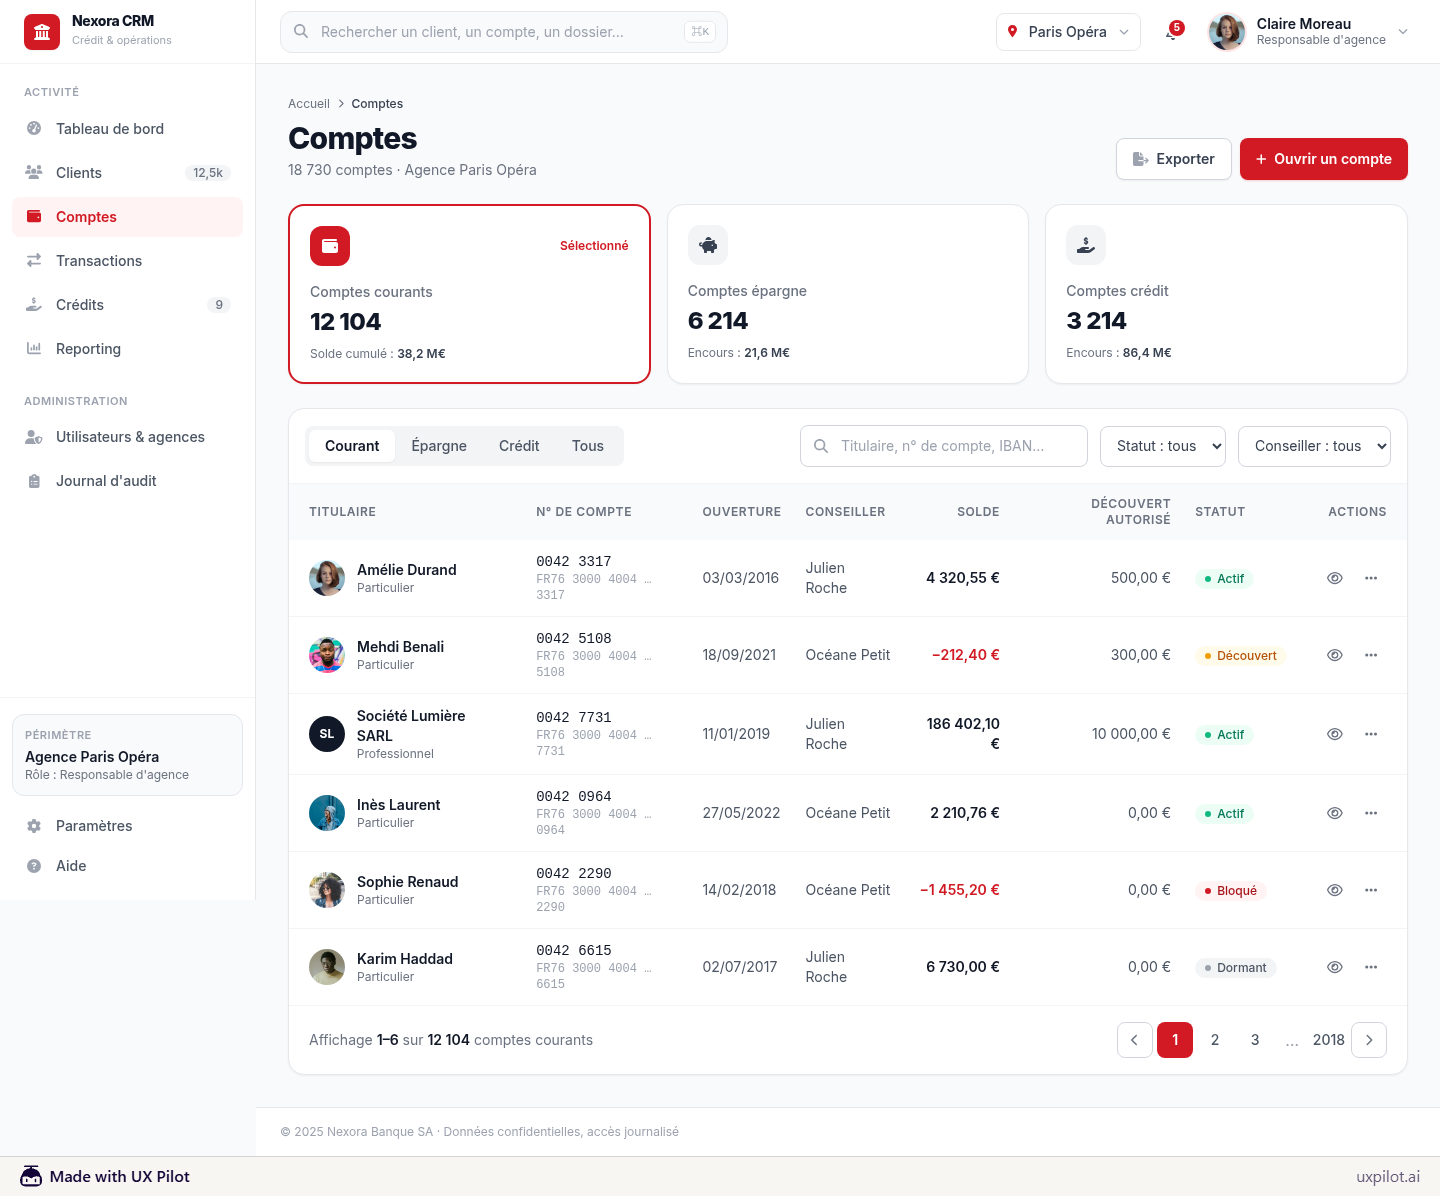 Nexora CRM
Crédit & opérations
Rechercher un client, un compte, un dossier...
⌘K
Paris Opéra
5
Claire Moreau
Responsable d'agence
ACTIVITÉ
Tableau de bord
Clients
12,5k
Comptes
Transactions
Crédits
9
Reporting
ADMINISTRATION
Utilisateurs & agences
Journal d'audit
PÉRIMÈTRE
Agence Paris Opéra
Rôle : Responsable d'agence
Paramètres
Aide
Accueil > Comptes
Comptes
18 730 comptes · Agence Paris Opéra
Exporter
+ Ouvrir un compte
Sélectionné
Comptes courants
12 104
Solde cumulé : 38,2 M€
Comptes épargne
6 214
Encours : 21,6 M€
Comptes crédit
3 214
Encours : 86,4 M€
Courant Épargne Crédit Tous
Titulaire, n° de compte, IBAN...
Statut : tous
Conseiller : tous
TITULAIRE N° DE COMPTE OUVERTURE CONSEILLER SOLDE DÉCOUVERT AUTORISÉ STATUT ACTIONS
Amélie Durand
Particulier
0042 3317
FR76 3000 4004 …
3317
03/03/2016
Julien
Roche
4 320,55 €
500,00 €
Actif
Mehdi Benali
Particulier
0042 5108
FR76 3000 4004 …
5108
18/09/2021
Océane Petit
−212,40 €
300,00 €
Découvert
SL
Société Lumière
SARL
Professionnel
0042 7731
FR76 3000 4004 …
7731
11/01/2019
Julien
Roche
186 402,10
€
10 000,00 €
Actif
Inès Laurent
Particulier
0042 0964
FR76 3000 4004 …
0964
27/05/2022
Océane Petit
2 210,76 €
0,00 €
Actif
Sophie Renaud
Particulier
0042 2290
FR76 3000 4004 …
2290
14/02/2018
Océane Petit
−1 455,20 €
0,00 €
Bloqué
Karim Haddad
Particulier
0042 6615
FR76 3000 4004 …
6615
02/07/2017
Julien
Roche
6 730,00 €
0,00 €
Dormant
Affichage 1–6 sur 12 104 comptes courants
1 2 3 … 2018
© 2025 Nexora Banque SA · Données confidentielles, accès journalisé
Made with UX Pilot
uxpilot.ai